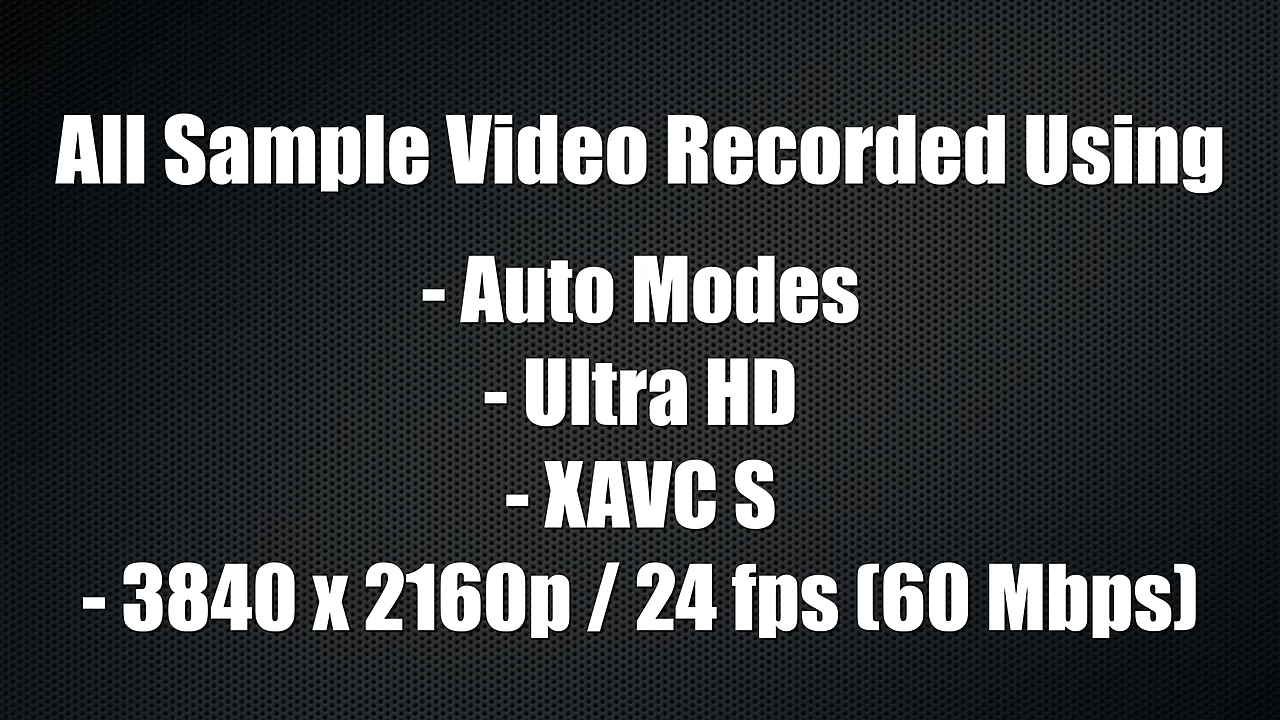 All Sample Video Recorded Using
- Auto Modes
- Ultra HD
- XAVC S
- 3840 x 2160p / 24 fps (60 Mbps)